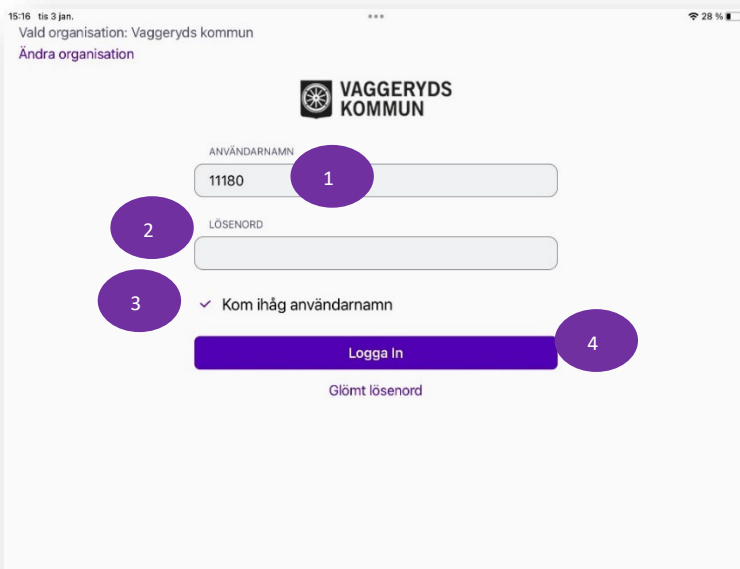 15:16 tis 3 jan.
28 %
Vald organisation: Vaggeryds kommun
Ändra organisation
VAGGERYDS
KOMMUN
ANVÄNDARNAMN
11180
1
2
LÖSENORD
3
Kom ihåg användarnamn
Logga In
4
Glömt lösenord